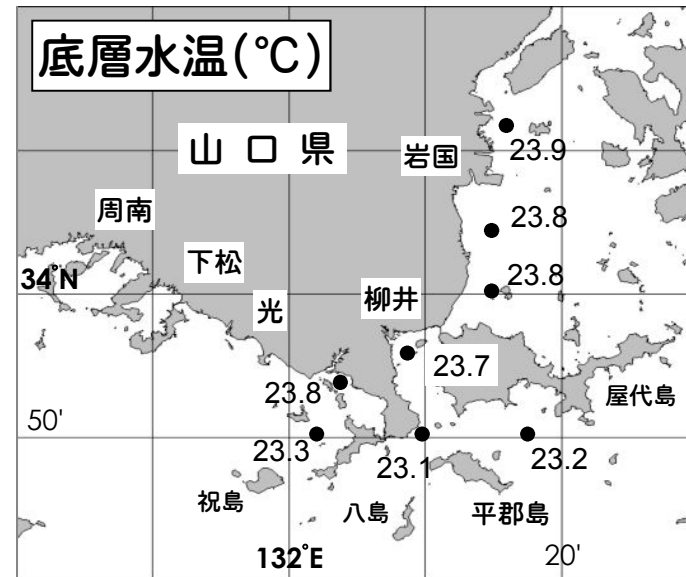 底層水温(℃)
山口県
岩国
23.9
周南
23.8
下松
34°N
23.8
光
柳井
23.7
23.8
屋代島
50'
23.3
23.1
23.2
祝島
八島
平郡島
132°E
20'